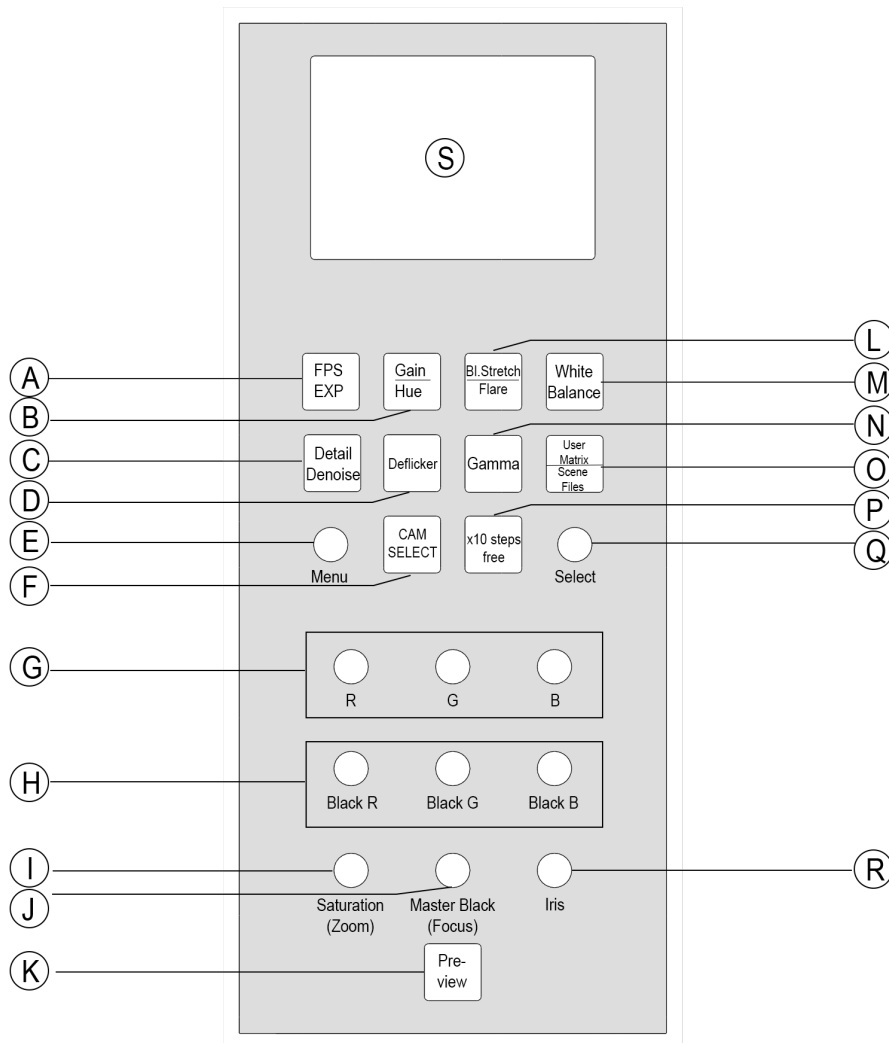 S
A
FPS
EXP
Gain
Hue
Bl.Stretch
Flare
White
Balance
L
M
B
C
Detail
Denoise
Deflicker
Gamma
User
Matrix
Scene
Files
N
O
D
E
Menu
CAM
SELECT
x10 steps
free
Select
P
Q
F
G
R
G
B
H
Black R
Black G
Black B
I
J
Saturation
(Zoom)
Master Black
(Focus)
Iris
R
K
Pre-
view